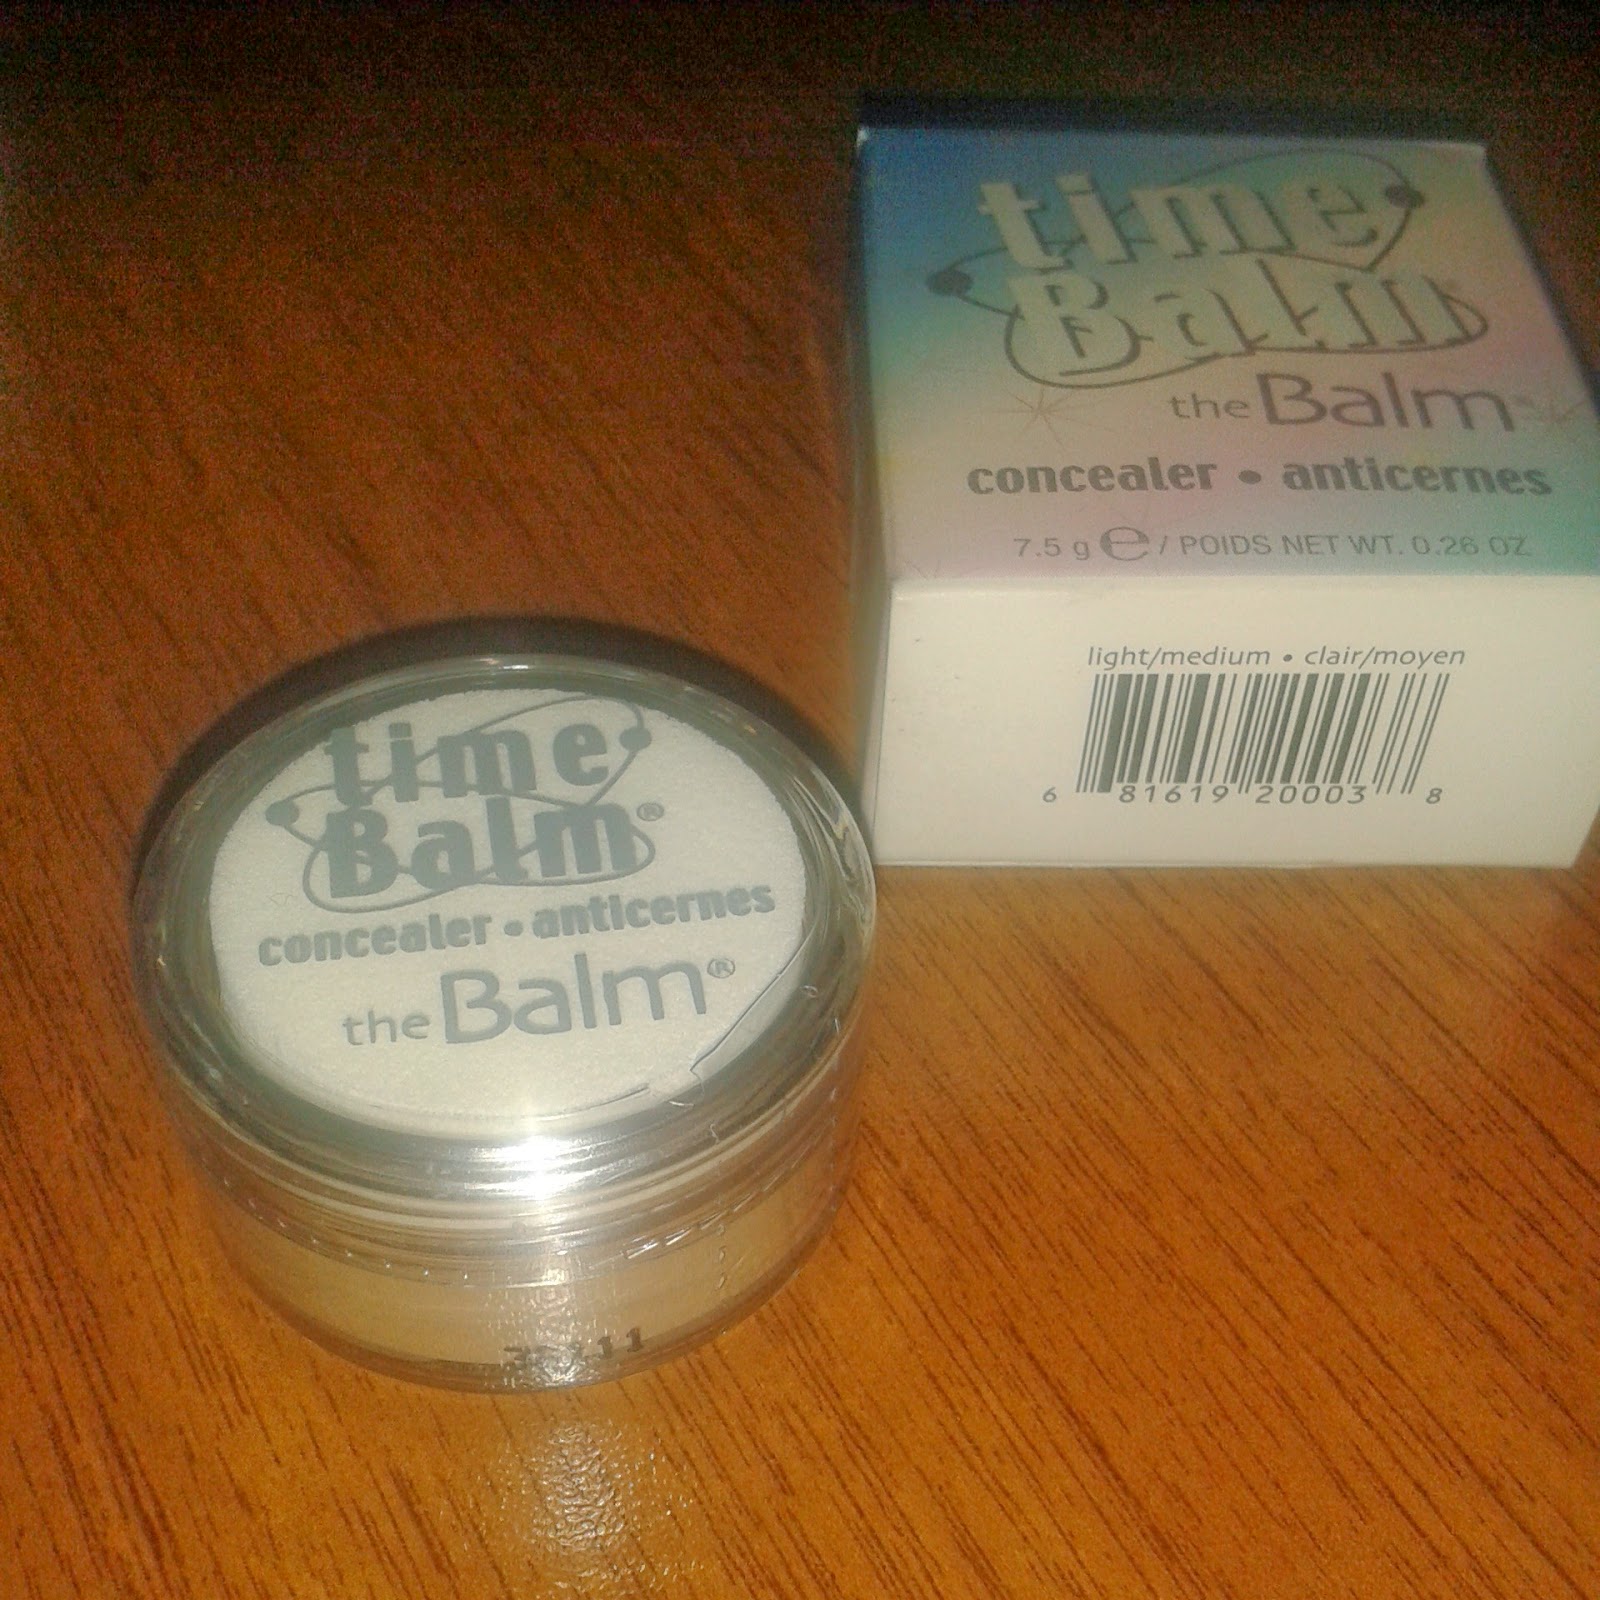 time
Balm
the Balm
concealer • anticernes
7.5 g ℮ / POIDS NET WT. 0.26 OZ
light/medium • clair/moyen
6 81619 20003 8
time
Balm®
concealer • anticernes
the Balm®